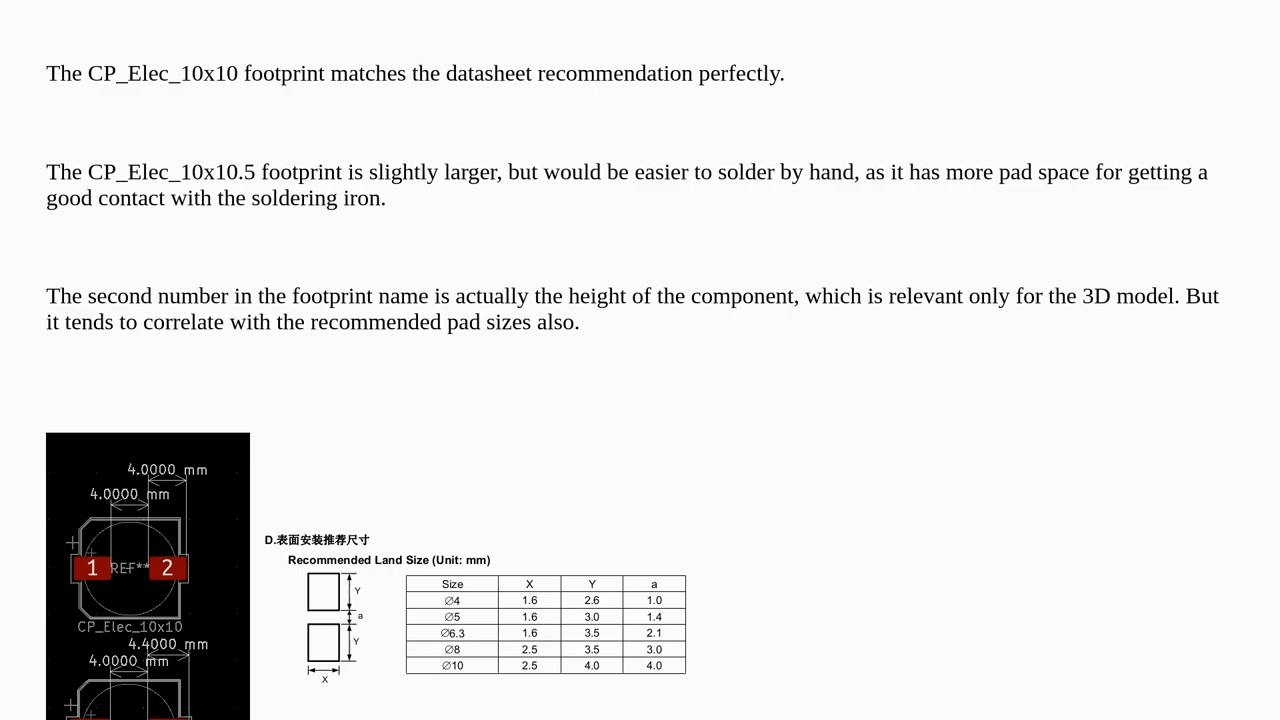 The CP_Elec_10x10 footprint matches the datasheet recommendation perfectly.
The CP_Elec_10x10.5 footprint is slightly larger, but would be easier to solder by hand, as it has more pad space for getting a
good contact with the soldering iron.
The second number in the footprint name is actually the height of the component, which is relevant only for the 3D model. But
it tends to correlate with the recommended pad sizes also.
4.0000 mm
4.0000 mm
1 REF** 2
CP_Elec_10x10
4.4000 mm
4.0000 mm
D.表面安装推荐尺寸
Recommended Land Size (Unit: mm)
Y
a
Y
X
Size X Y a
∅4 1.6 2.6 1.0
∅5 1.6 3.0 1.4
∅6.3 1.6 3.5 2.1
∅8 2.5 3.5 3.0
∅10 2.5 4.0 4.0